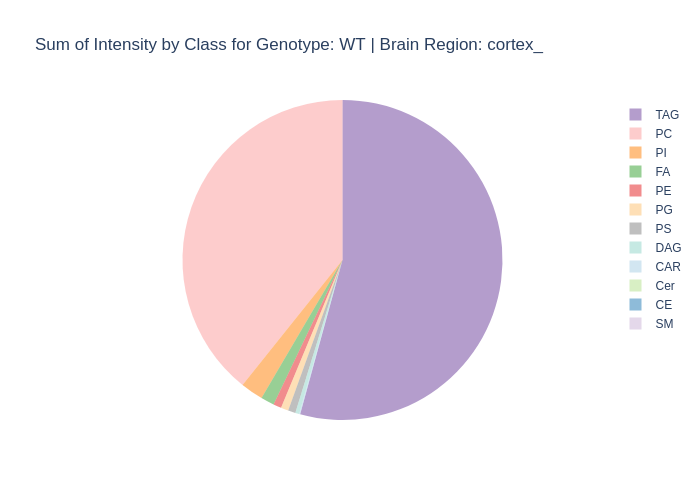 Sum of Intensity by Class for Genotype: WT | Brain Region: cortex_
TAG
PC
PI
FA
PE
PG
PS
DAG
CAR
Cer
CE
SM